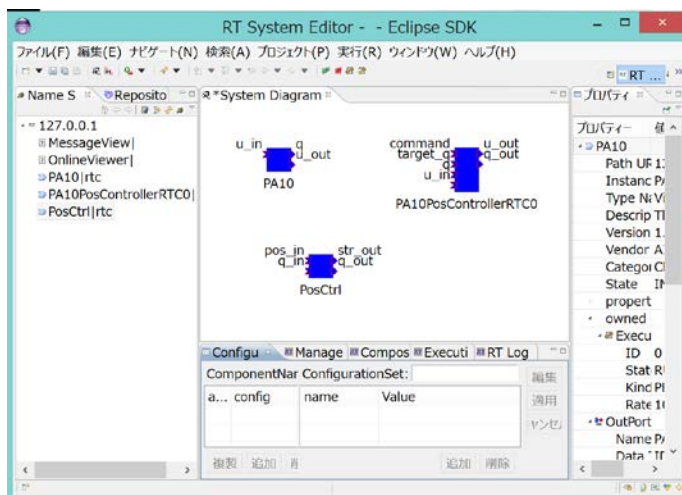 RT System Editor - - Eclipse SDK
ファイル(F) 編集(E) ナビゲート(N) 検索(A) プロジェクト(P) 実行(R) ウィンドウ(W) ヘルプ(H)
RT ...
Name S
Reposito
127.0.0.1
MessageView|
OnlineViewer|
PA10|rtc
PA10PosControllerRTC0|
PosCtrl|rtc
*System Diagram
u_in q
u_out
PA10
command u_out
target_q q_out
q
u_in
PA10PosControllerRTC0
pos_in str_out
q_in q_out
PosCtrl
Configu Manage Compos Executi RT Log
ComponentNar ConfigurationSet:
a... config name Value
編集
適用
複製 追加
追加 削除
プロパティ
プロパティー
PA10
Path UF
Instanc
Type N
Descrip
Version 1.
Vendor
Categor
State
propert
owned
Execu
ID 0
Stat
Kind
Rate
OutPort
Name
Data